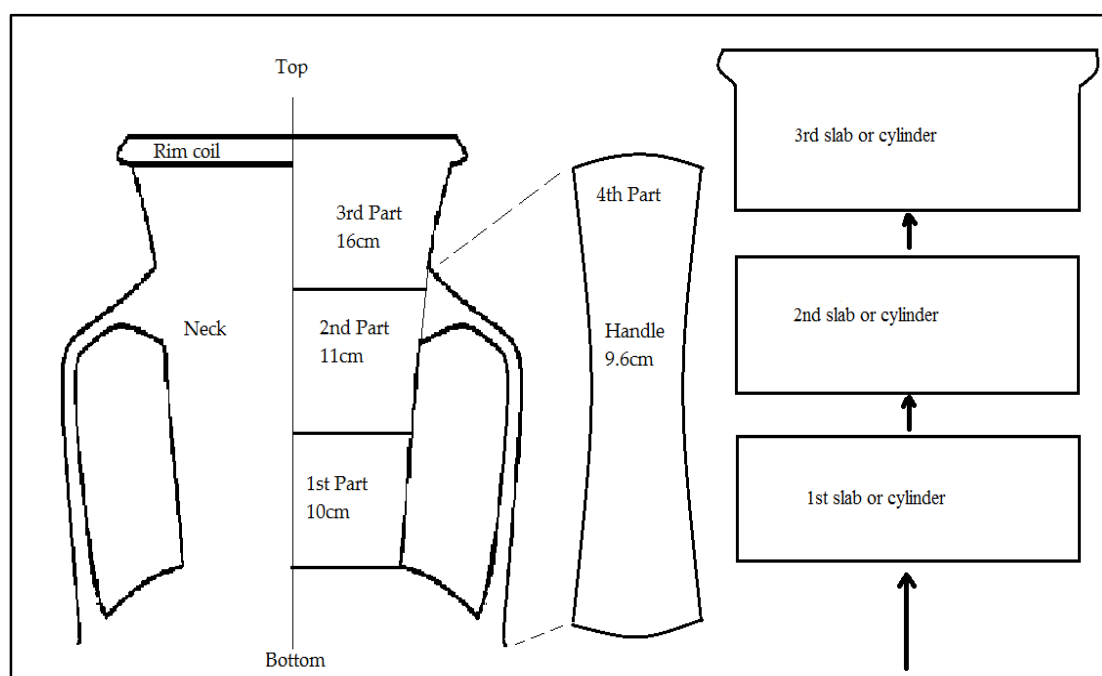 Top
Rim coil
3rd Part
16cm
Neck
2nd Part
11cm
1st Part
10cm
Bottom
4th Part
Handle
9.6cm
3rd slab or cylinder
2nd slab or cylinder
1st slab or cylinder